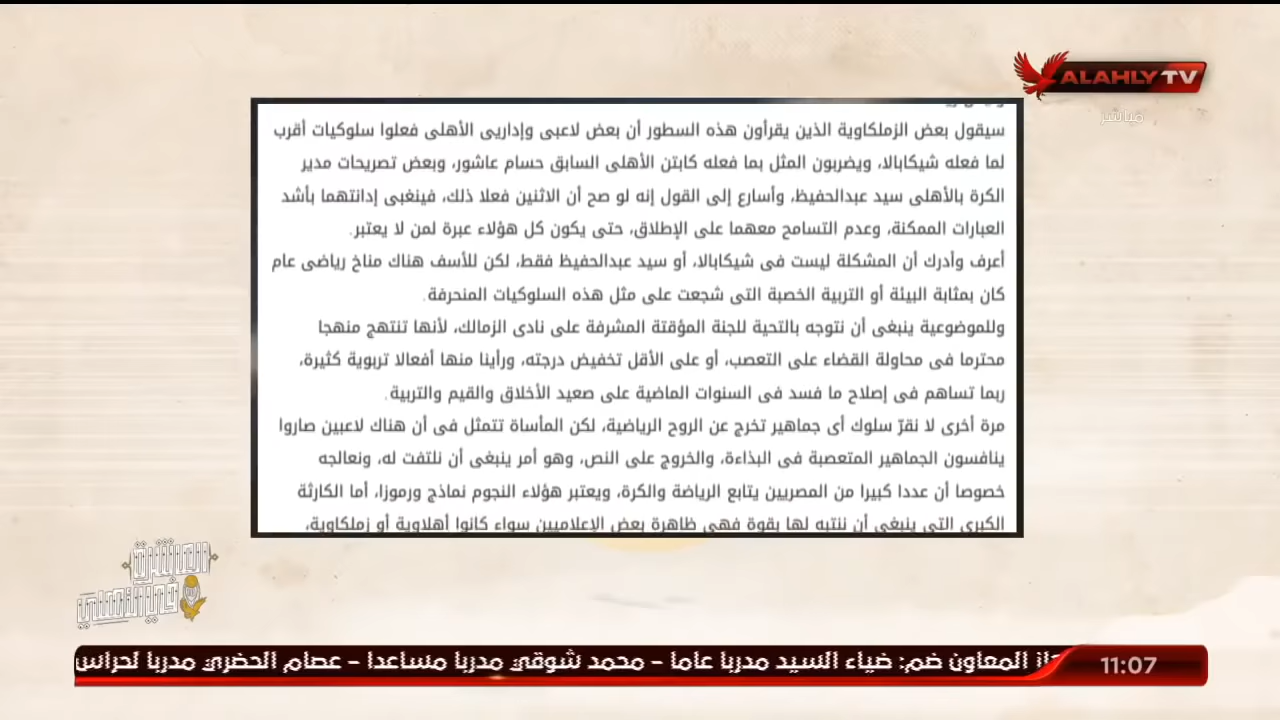 ALAHLY TV
مباشر
سيقول بعض الزملكاوية الذين يقرأون هذه السطور أن بعض لاعبى وإداريى الأهلى فعلوا سلوكيات أقرب
لما فعله شيكابالا، ويضربون المثل بما فعله كابتن الأهلى السابق حسام عاشور، وبعض تصريحات مدير
الكرة بالأهلى سيد عبدالحفيظ، وأسارع إلى القول إنه لو صح أن الاثنين فعلا ذلك، فينغبى إدانتهما بأشد
العبارات الممكنة، وعدم التسامح معهما على الإطلاق، حتى يكون كل هؤلاء عبرة لمن لا يعتبر.
أعرف وأدرك أن المشكلة ليست فى شيكابالا، أو سيد عبدالحفيظ فقط، لكن للأسف هناك مناخ رياضى عام
كان بمثابة البيئة أو التربية الخصبة التى شجعت على مثل هذه السلوكيات المنحرفة.
وللموضوعية ينبغى أن نتوجه بالتحية للجنة المؤقتة المشرفة على نادى الزمالك، لأنها تنتهج منهجا
محترما فى محاولة القضاء على التعصب، أو على الأقل تخفيض درجته، ورأينا منها أفعالا تربوية كثيرة،
ربما تساهم فى إصلاح ما فسد فى السنوات الماضية على صعيد الأخلاق والقيم والتربية.
مرة أخرى لا نقرّ سلوك أى جماهير تخرج عن الروح الرياضية، لكن المأساة تتمثل فى أن هناك لاعبين صاروا
ينافسون الجماهير المتعصبة فى البذاءة، والخروج على النص، وهو أمر ينبغى أن نلتفت له، ونعالجه
خصوصا أن عددا كبيرا من المصريين يتابع الرياضة والكرة، ويعتبر هؤلاء النجوم نماذج ورموزا، أما الكارثة
الكبرى التى ينبغى أن ننتبه لها بقوة فهى ظاهرة بعض الإعلاميين سواء كانوا أهلاوية أو زملكاوية،
في الأهلي
المعاون ضم: ضياء السيد مدربا عاما – محمد شوقي مدربا مساعدا – عصام الحضري مدربا لحراس
11:07